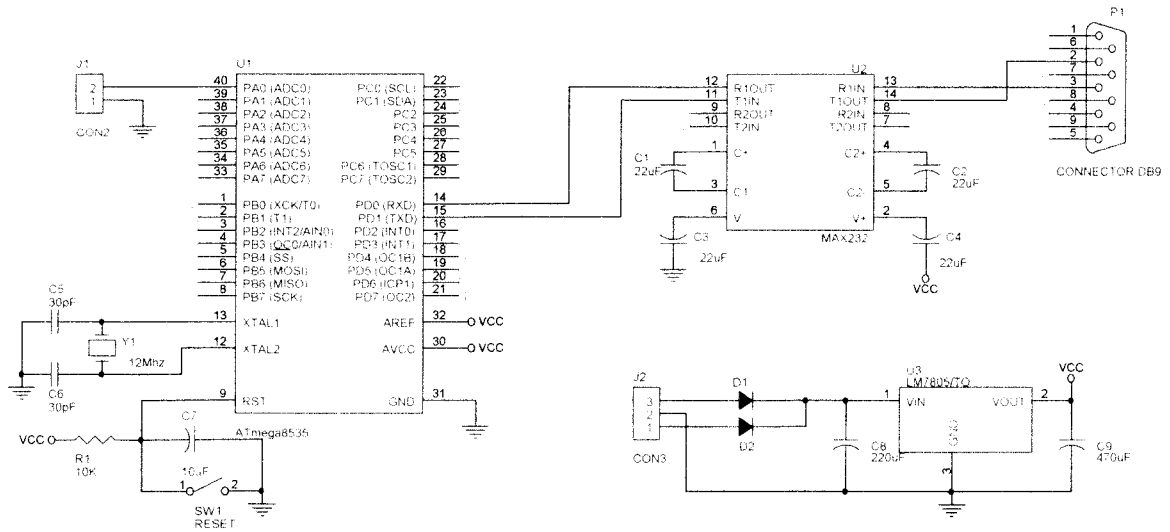 J1
2
1
CON2
U1
40 PA0 (ADC0)
39 PA1 (ADC1)
38 PA2 (ADC2)
37 PA3 (ADC3)
36 PA4 (ADC4)
35 PA5 (ADC5)
34 PA6 (ADC6)
33 PA7 (ADC7)
1 PB0 (XCK/T0)
2 PB1 (T1)
3 PB2 (INT2/AIN0)
4 PB3 (OC0/AIN1)
5 PB4 (SS)
6 PB5 (MOSI)
7 PB6 (MISO)
8 PB7 (SCK)
13 XTAL1
12 XTAL2
9 RST
PC0 (SCL) 22
PC1 (SDA) 23
PC2 24
PC3 25
PC4 26
PC5 27
PC6 (TOSC1) 28
PC7 (TOSC2) 29
PD0 (RXD) 14
PD1 (TXD) 15
PD2 (INT0) 16
PD3 (INT1) 17
PD4 (OC1B) 18
PD5 (OC1A) 19
PD6 (ICP1) 20
PD7 (OC2) 21
AREF 32 VCC
AVCC 30 VCC
GND 31
ATmega8535
C5
30pF
Y1
12Mhz
C6
30pF
VCC
R1
10K
C7
10uF
1 2
SW1
RESET
U2
12 R1OUT
11 T1IN
9 R2OUT
10 T2IN
1 C+
3 C1
6 V
R1IN 13
T1OUT 14
R2IN 8
T2OUT 7
C2+ 4
C2- 5
V+ 2
MAX232
C1
22uF
C3
22uF
C2
22uF
C4
22uF
VCC
P1
1
6
2
7
3
8
4
9
5
CONNECTOR DB9
J2
3
2
1
CON3
D1
D2
U3
LM7805/TO
1 VIN
VOUT 2
GND
3
VCC
C8
220uF
C9
470uF